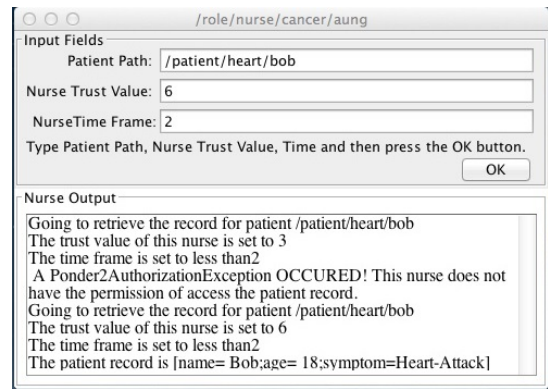 /role/nurse/cancer/aung
Input Fields
Patient Path: /patient/heart/bob
Nurse Trust Value: 6
NurseTime Frame: 2
Type Patient Path, Nurse Trust Value, Time and then press the OK button.
OK
Nurse Output
Going to retrieve the record for patient /patient/heart/bob
The trust value of this nurse is set to 3
The time frame is set to less than2
A Ponder2AuthorizationException OCCURED! This nurse does not
have the permission of access the patient record.
Going to retrieve the record for patient /patient/heart/bob
The trust value of this nurse is set to 6
The time frame is set to less than2
The patient record is [name= Bob;age= 18;symptom=Heart-Attack]